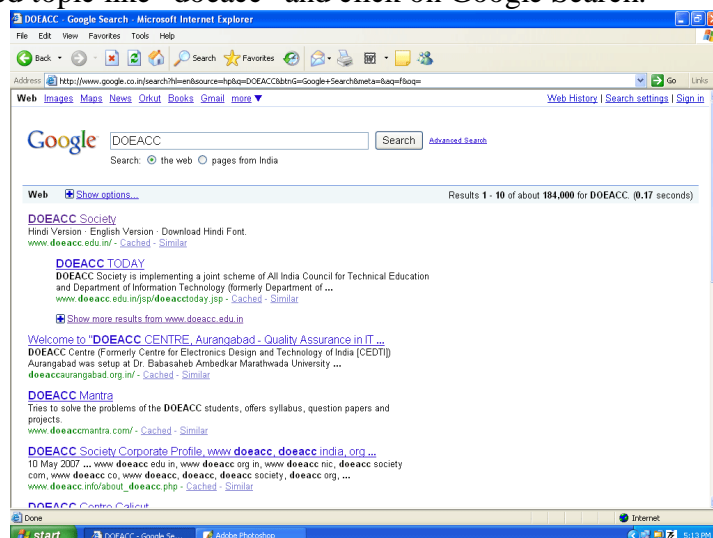 ed topic like "doeacc" and click on Google Search.
DOEACC - Google Search - Microsoft Internet Explorer
File Edit View Favorites Tools Help
Back Search Favorites
Address http://www.google.co.in/search?hl=en&source=hp&q=DOEACC&btnG=Google+Search&meta=&aq=f&oq= Go Links
Web Images Maps News Orkut Books Gmail more ▼ Web History | Search settings | Sign in
Google DOEACC Search Advanced Search
Search: the web pages from India
Web Show options... Results 1 - 10 of about 184,000 for DOEACC. (0.17 seconds)
DOEACC Society
Hindi Version · English Version · Download Hindi Font.
www.doeacc.edu.in/ - Cached - Similar
DOEACC TODAY
DOEACC Society is implementing a joint scheme of All India Council for Technical Education
and Department of Information Technology (formerly Department of ...
www.doeacc.edu.in/jsp/doeacctoday.jsp - Cached - Similar
Show more results from www.doeacc.edu.in
Welcome to "DOEACC CENTRE, Aurangabad - Quality Assurance in IT ...
DOEACC Centre (Formerly Centre for Electronics Design and Technology of India [CEDTI])
Aurangabad was setup at Dr. Babasaheb Ambedkar Marathwada University ...
doeaccaurangabad.org.in/ - Cached - Similar
DOEACC Mantra
Tries to solve the problems of the DOEACC students, offers syllabus, question papers and
projects.
www.doeaccmantra.com/ - Cached - Similar
DOEACC Society Corporate Profile, www doeacc, doeacc india, org ...
10 May 2007 ... www doeacc edu in, www doeacc org in, www doeacc nic, doeacc society
com, www doeacc co, www doeacc, doeacc, doeacc society, doeacc org, ...
www.doeacc.info/about_doeacc.php - Cached - Similar
DOEACC Centre Calicut
Done Internet
start DOEACC - Google Se... Adobe Photoshop 5:13 PM